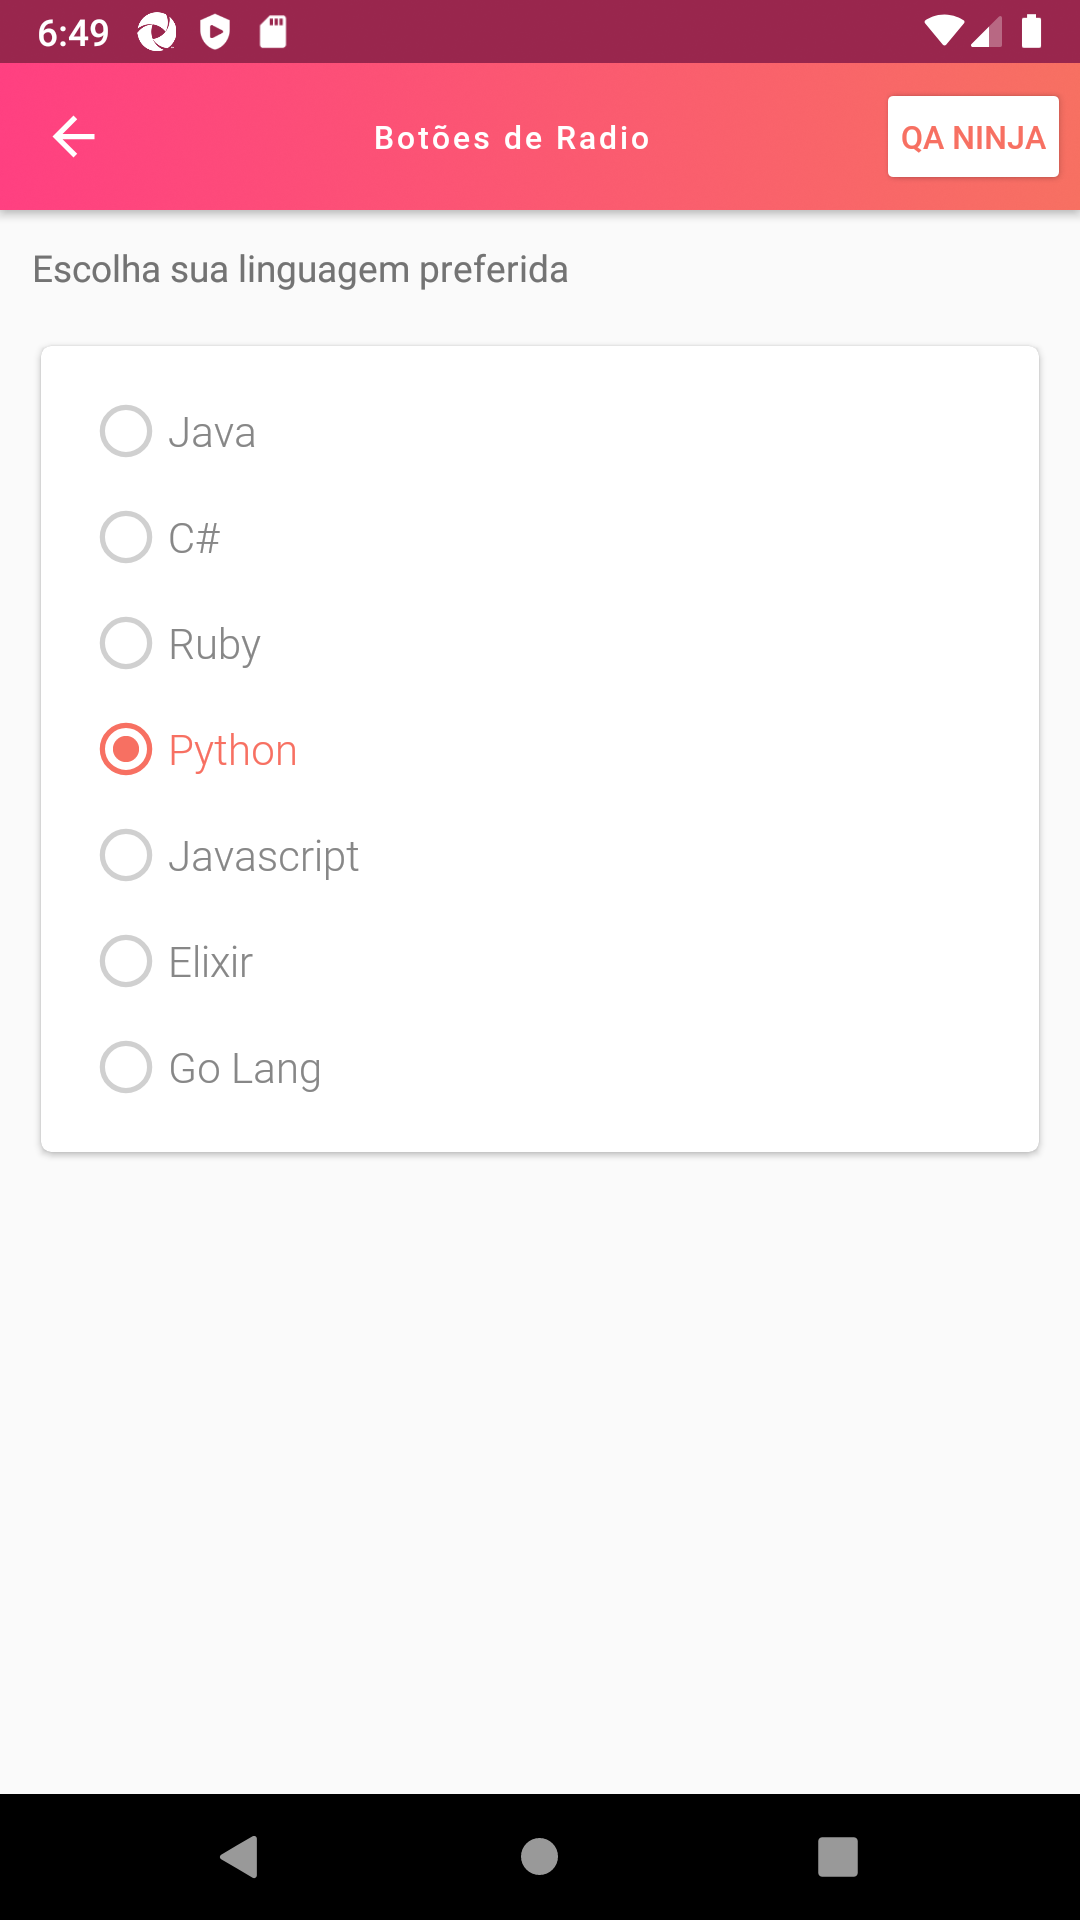 6:49
Botões de Radio
QA NINJA
Escolha sua linguagem preferida
Java
C#
Ruby
Python
Javascript
Elixir
Go Lang